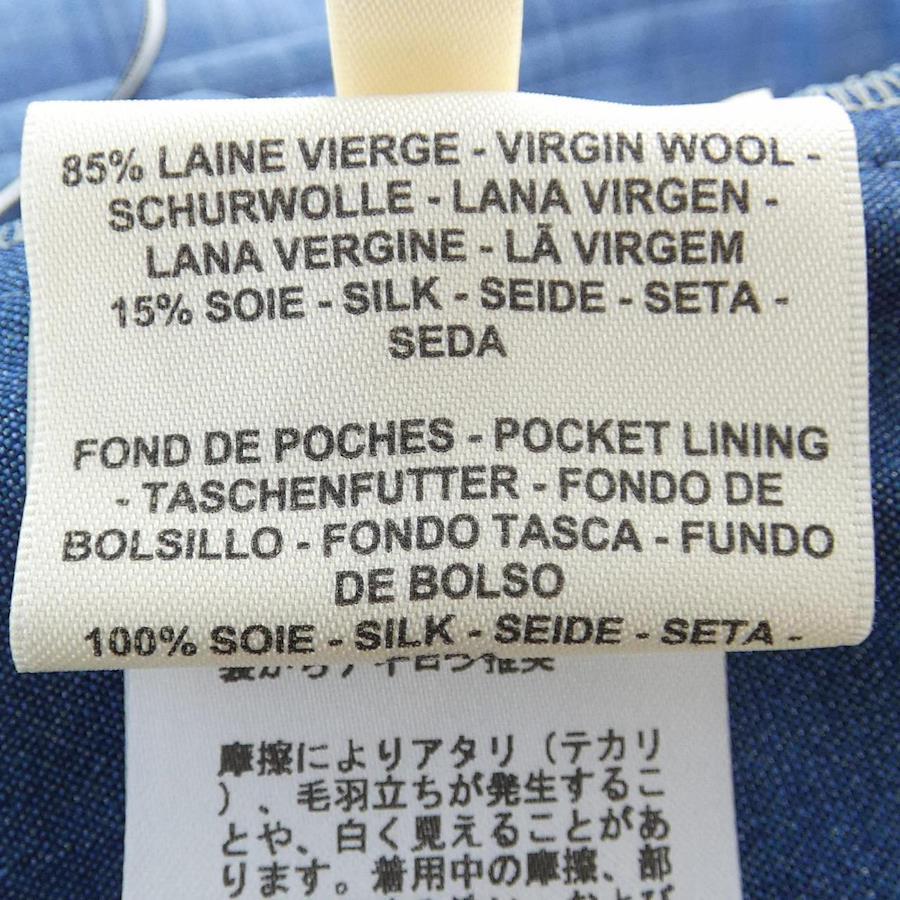 85% LAINE VIERGE - VIRGIN WOOL -
SCHURWOLLE - LANA VIRGEN -
LANA VERGINE - LÃ VIRGEM
15% SOIE - SILK - SEIDE - SETA -
SEDA
FOND DE POCHES - POCKET LINING
- TASCHENFUTTER - FONDO DE
BOLSILLO - FONDO TASCA - FUNDO
DE BOLSO
100% SOIE - SILK - SEIDE - SETA -
摩擦によりアタリ（テカリ
）、毛羽立ちが発生するこ
とや、白く見えることがあ
ります。着用中の摩擦、部